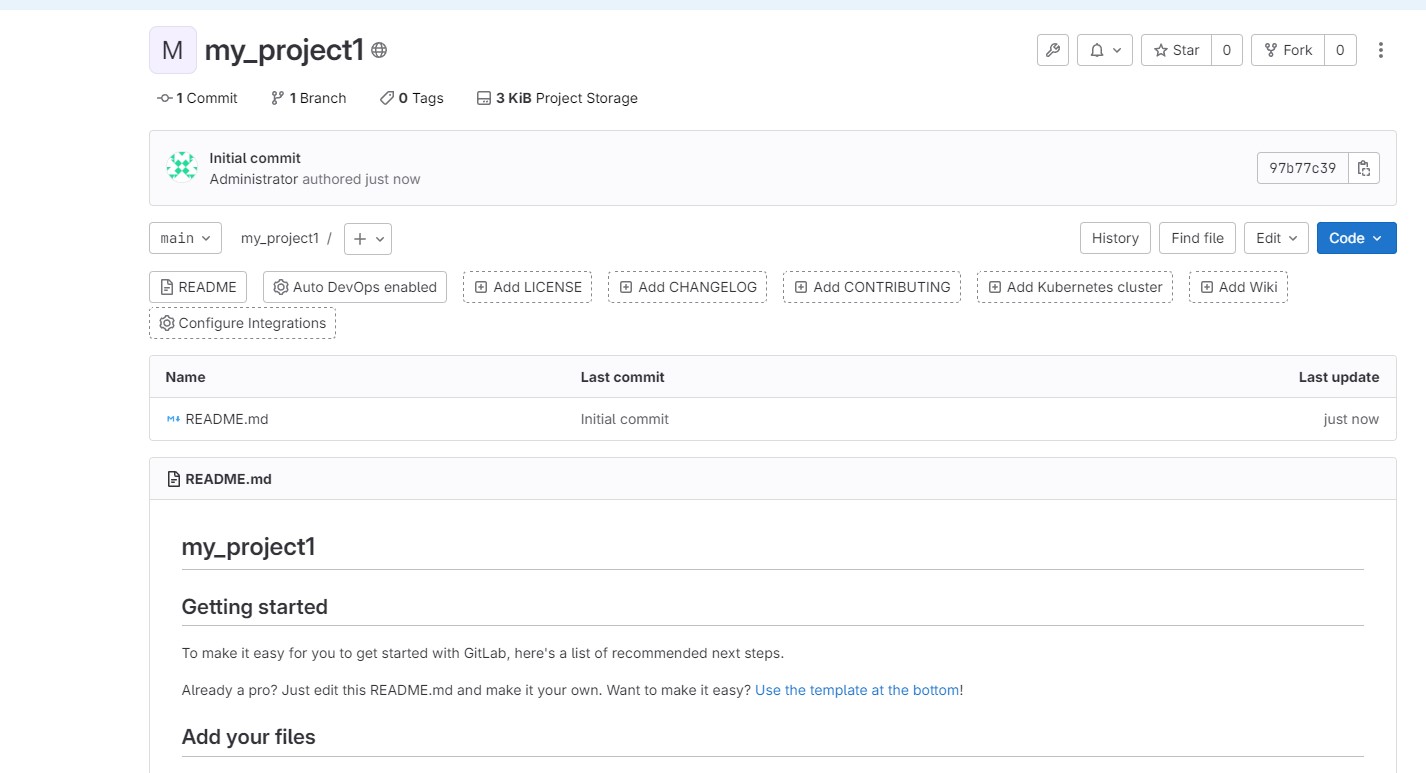 M my_project1 Star 0 Fork 0
1 Commit 1 Branch 0 Tags 3 KiB Project Storage
Initial commit
Administrator authored just now
97b77c39
main my_project1 / History Find file Edit Code
README Auto DevOps enabled Add LICENSE Add CHANGELOG Add CONTRIBUTING Add Kubernetes cluster Add Wiki
Configure Integrations
Name Last commit Last update
README.md Initial commit just now
README.md
my_project1
Getting started
To make it easy for you to get started with GitLab, here's a list of recommended next steps.
Already a pro? Just edit this README.md and make it your own. Want to make it easy? Use the template at the bottom!
Add your files